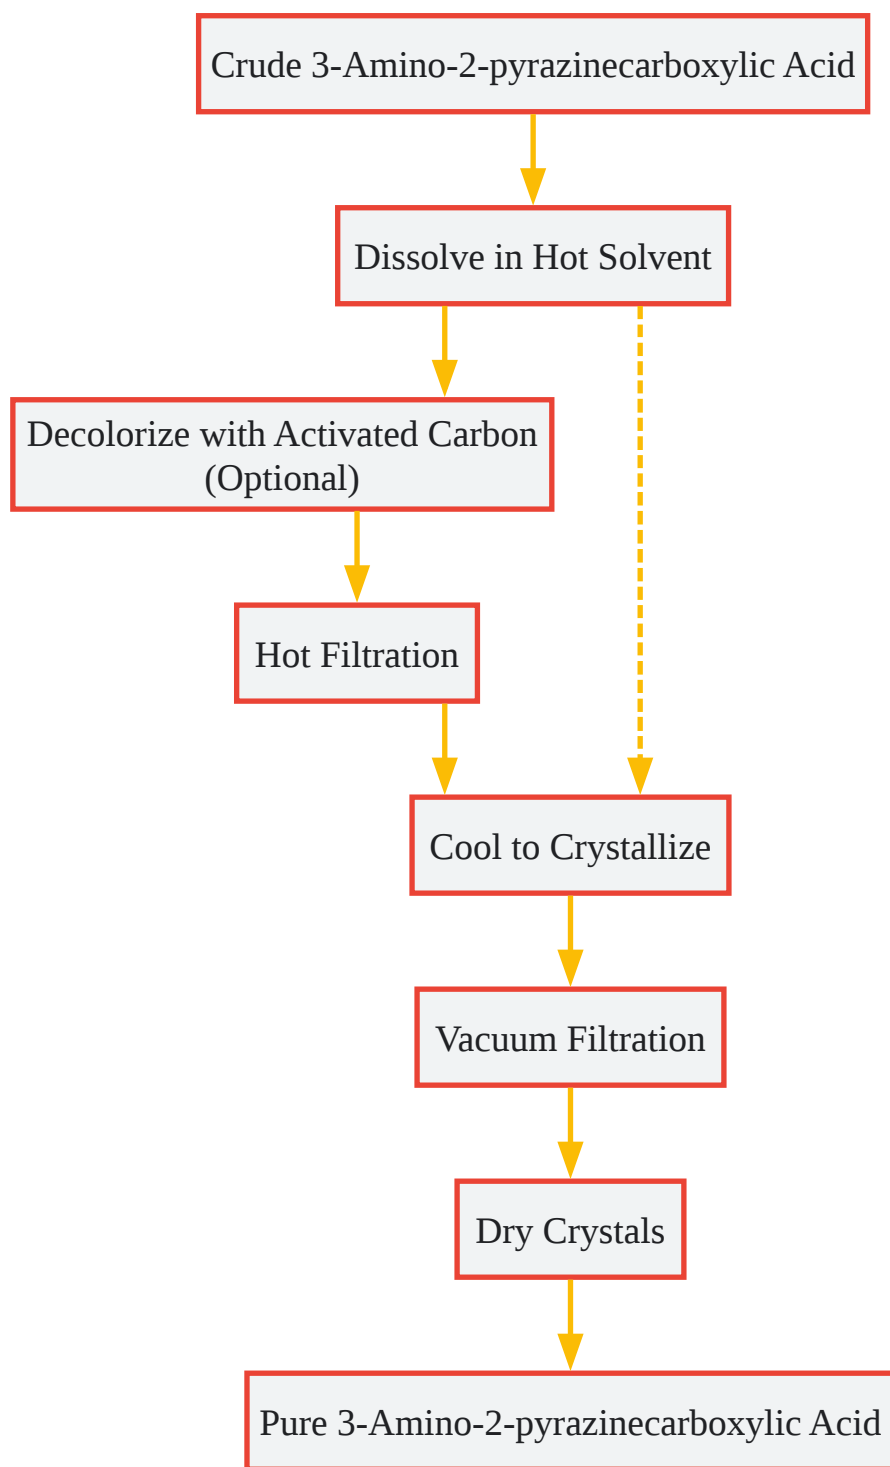 Crude 3-Amino-2-pyrazinecarboxylic Acid
Dissolve in Hot Solvent
Decolorize with Activated Carbon
(Optional)
Hot Filtration
Cool to Crystallize
Vacuum Filtration
Dry Crystals
Pure 3-Amino-2-pyrazinecarboxylic Acid